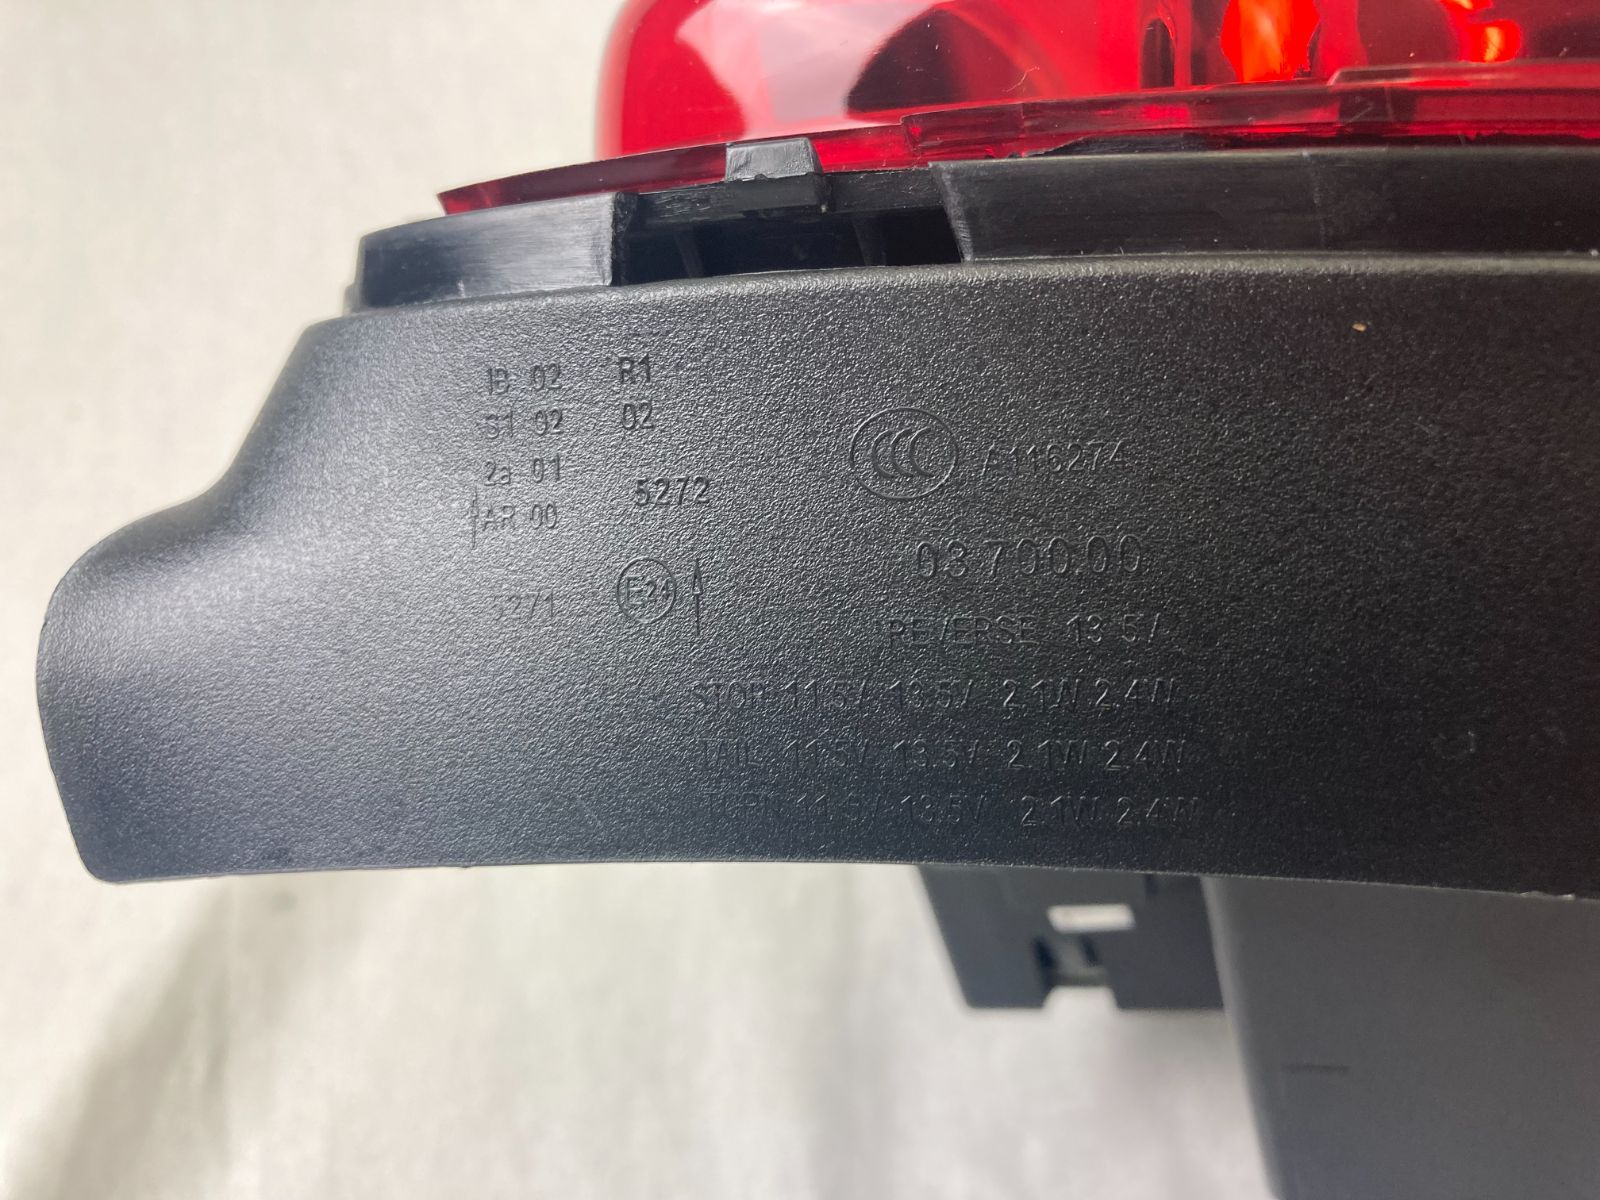 IB 02 R1
S1 02 02
2a 01
AR 00
5272
CCC A116274
0370000
5271
E24
REVERSE 13.5V
STOP 11.5V 13.5V 2.1W 2.4W
TAIL 11.5V 13.5V 2.1W 2.4W
TURN 11.5V 13.5V 2.1W 2.4W